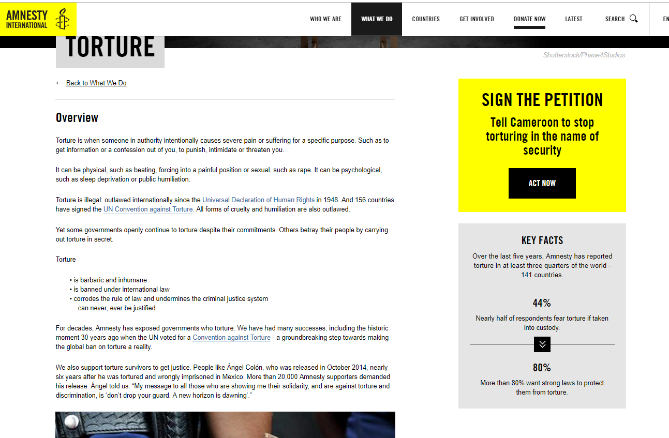 AMNESTY
INTERNATIONAL
WHO WE ARE
WHAT WE DO
COUNTRIES
GET INVOLVED
DONATE NOW
LATEST
SEARCH
EN
TORTURE
Shutterstock/Phane4Studios
Back to What We Do
Overview
Torture is when someone in authority intentionally causes severe pain or suffering for a specific purpose. Such as to
get information or a confession out of you, to punish, intimidate or threaten you.
It can be physical, such as beating, forcing into a painful position or sexual, such as rape. It can be psychological,
such as sleep deprivation or public humiliation.
Torture is illegal: outlawed internationally since the Universal Declaration of Human Rights in 1948. And 156 countries
have signed the UN Convention against Torture. All forms of cruelty and humiliation are also outlawed.
Yet some governments openly continue to torture despite their commitments. Others betray their people by carrying
out torture in secret.
Torture
• is barbaric and inhumane
• is banned under international law
• corrodes the rule of law and undermines the criminal justice system
can never, ever be justified
For decades, Amnesty has exposed governments who torture. We have had many successes, including the historic
moment 30 years ago when the UN voted for a Convention against Torture - a groundbreaking step towards making
the global ban on torture a reality.
We also support torture survivors to get justice. People like Ángel Colón, who was released in October 2014, nearly
six years after he was tortured and wrongly imprisoned in Mexico. More than 20,000 Amnesty supporters demanded
his release. Ángel told us: "My message to all those who are showing me their solidarity, and are against torture and
discrimination, is 'don't drop your guard. A new horizon is dawning'."
SIGN THE PETITION
Tell Cameroon to stop
torturing in the name of
security
ACT NOW
KEY FACTS
Over the last five years, Amnesty has reported
torture in at least three quarters of the world -
141 countries.
44%
Nearly half of respondents fear torture if taken
into custody.
80%
More than 80% want strong laws to protect
them from torture.